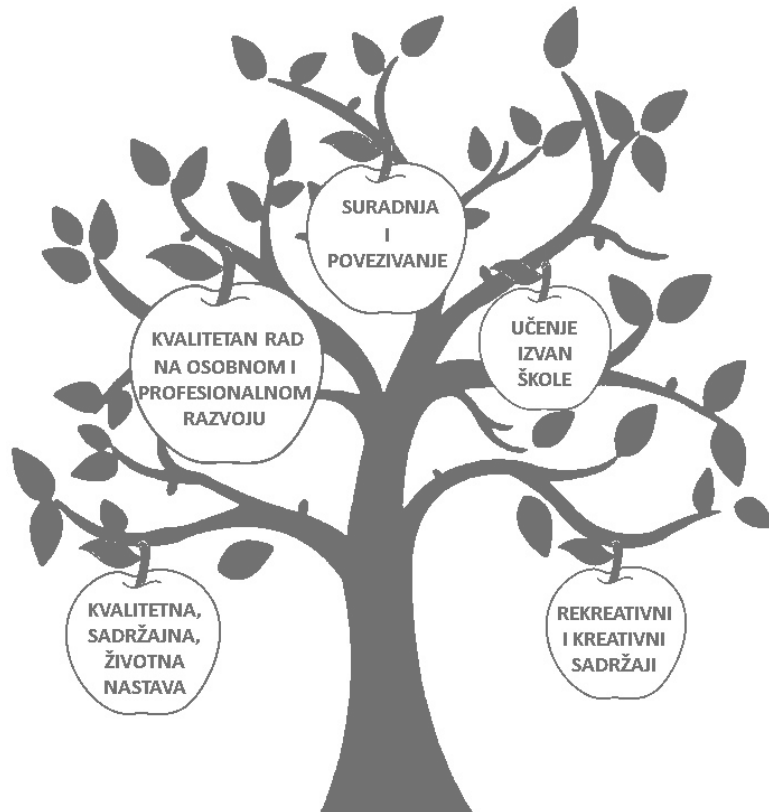 SURADNJA
I
POVEZIVANJE
KVALITETAN RAD
NA OSOBNOM I
PROFESIONALNOM
RAZVOJU
UČENJE
IZVAN
ŠKOLE
KVALITETNA,
SADRŽAJNA,
ŽIVOTNA
NASTAVA
REKREATIVNI
I KREATIVNI
SADRŽAJI